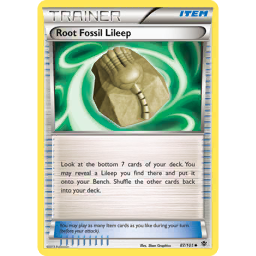 TRAINER ITEM
Root Fossil Lileep
Look at the bottom 7 cards of your deck. You
may reveal a Lileep you find there and put it
onto your Bench. Shuffle the other cards back
into your deck.
You may play as many Item cards as you like during your turn
(before your attack).
Illus. Daee Graphics
87/101